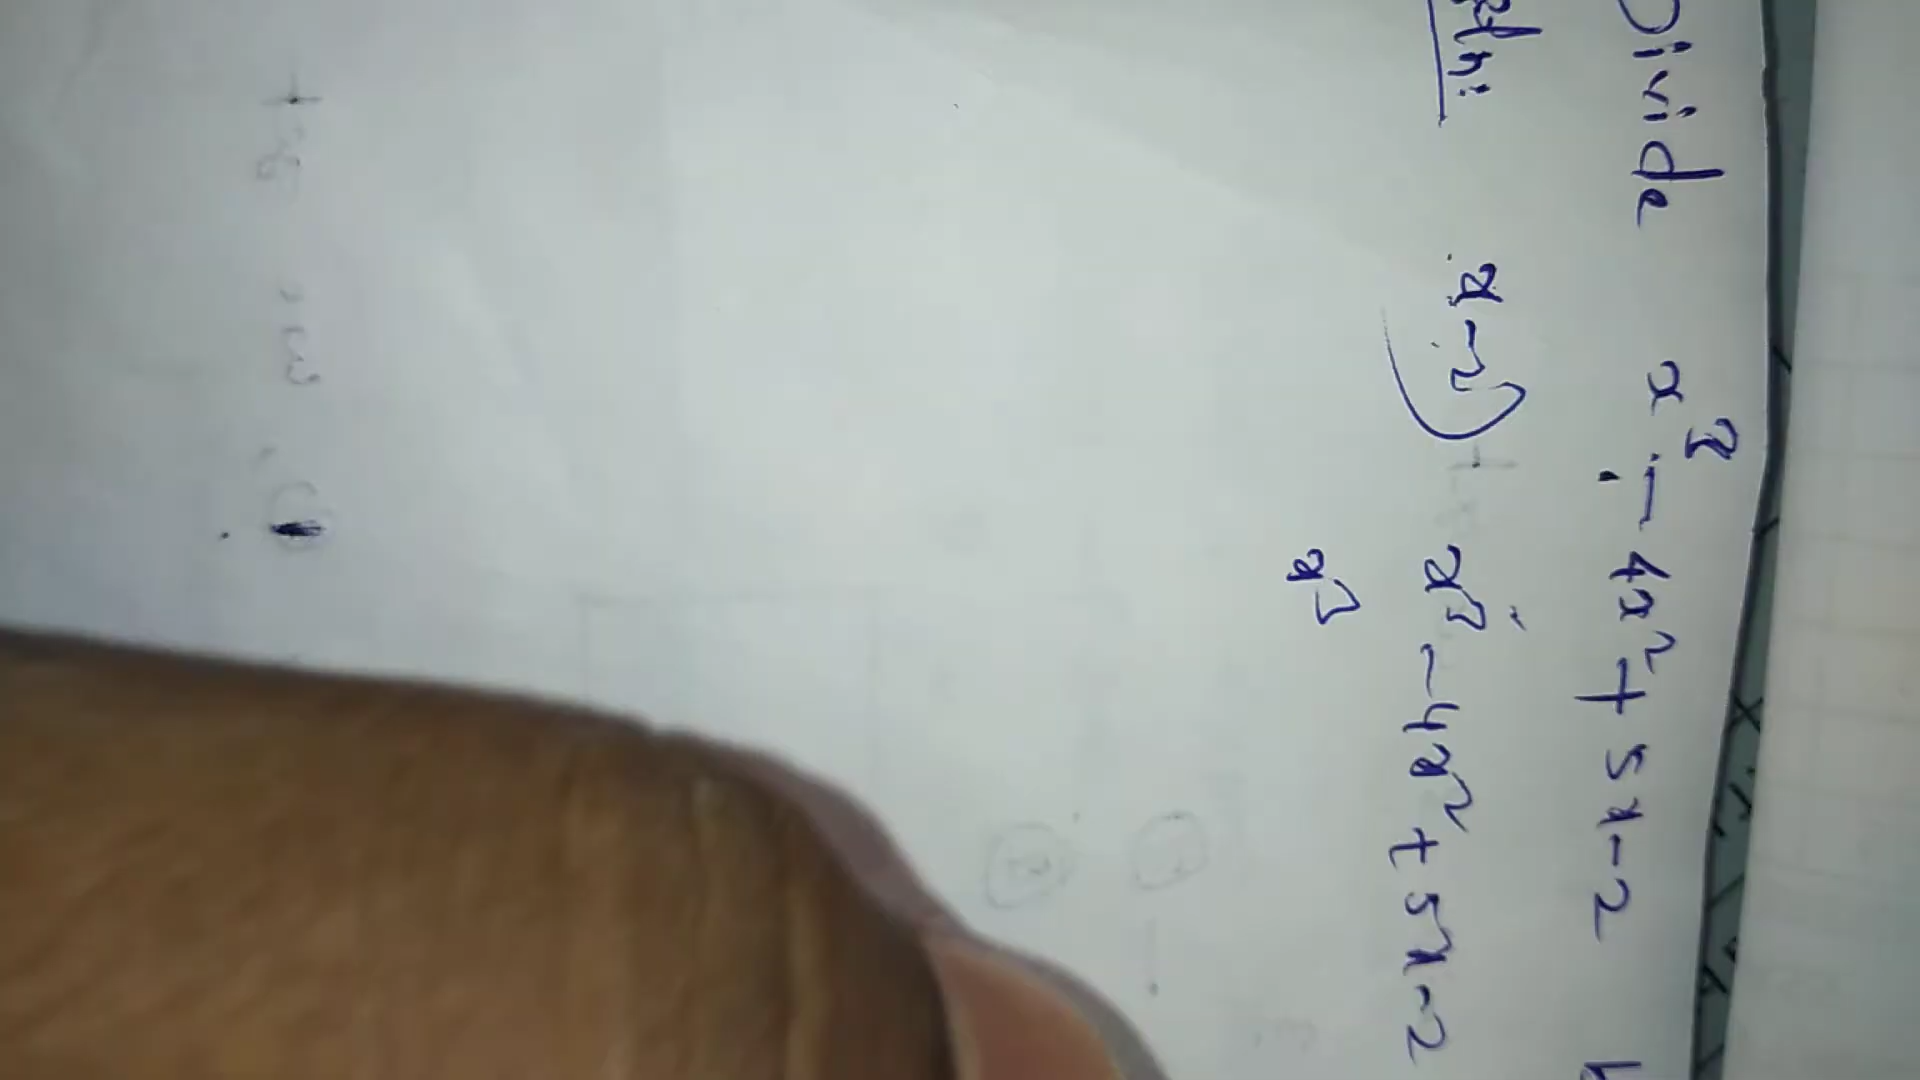 Divide x³ - 4x² + 5x - 2 b
soln:
x-2) x³ - 4x² + 5x - 2
x³